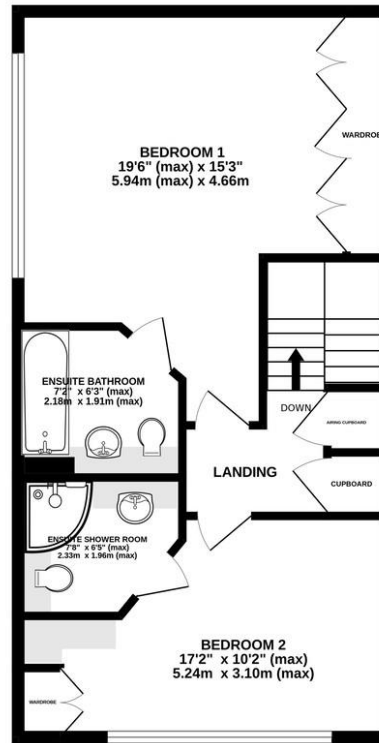 BEDROOM 1
19'6" (max) x 15'3"
5.94m (max) x 4.66m
WARDROBE
ENSUITE BATHROOM
7'2" x 6'3" (max)
2.18m x 1.91m (max)
DOWN
AIRING CUPBOARD
LANDING
CUPBOARD
ENSUITE SHOWER ROOM
7'8" x 6'5" (max)
2.33m x 1.96m (max)
BEDROOM 2
17'2" x 10'2" (max)
5.24m x 3.10m (max)
WARDROBE